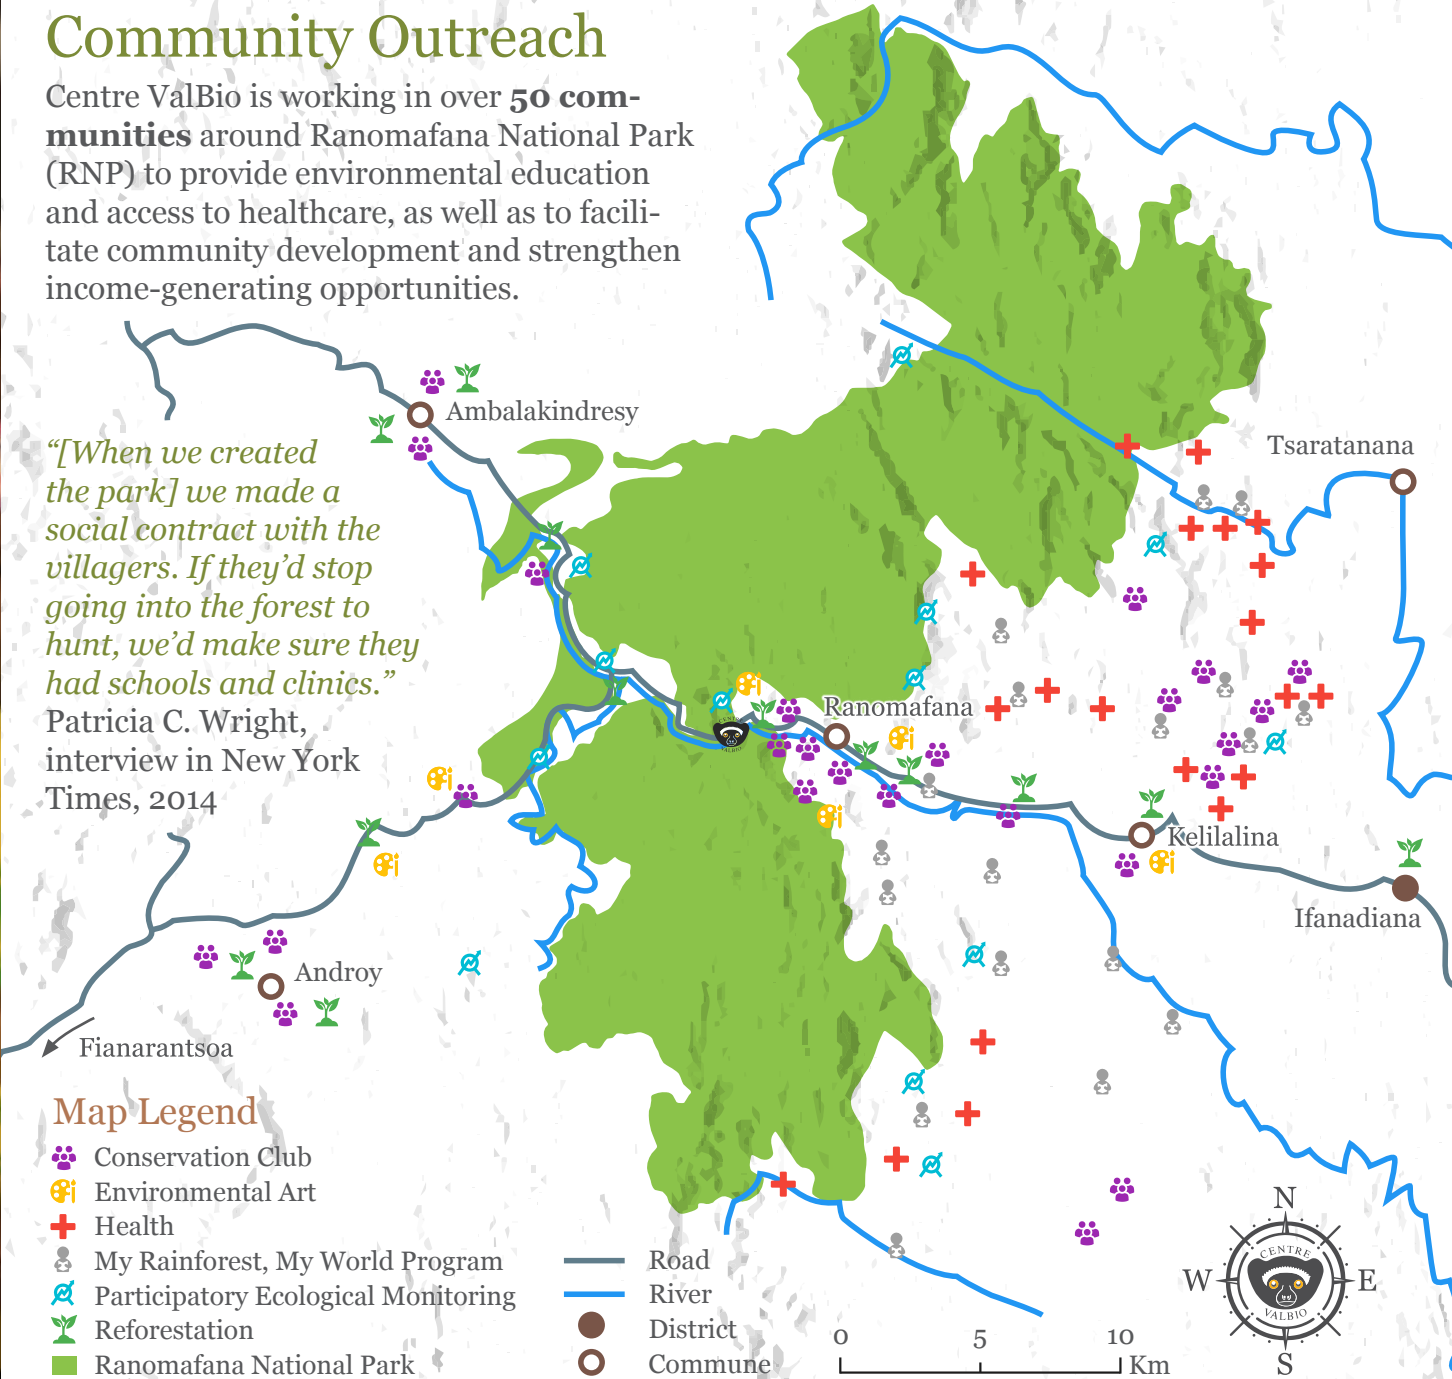 Community Outreach
Centre ValBio is working in over 50 com-
munities around Ranomafana National Park
(RNP) to provide environmental education
and access to healthcare, as well as to facili-
tate community development and strengthen
income-generating opportunities.
Ambalakindresy
“[When we created
the park] we made a
social contract with the
villagers. If they’d stop
going into the forest to
hunt, we’d make sure they
had schools and clinics.”
Patricia C. Wright,
interview in New York
Times, 2014
Tsaratanana
Ranomafana
CENTRE
VALBIO
Kelilalina
Ifanadiana
Androy
Fianarantsoa
Map Legend
Conservation Club
Environmental Art
Health
My Rainforest, My World Program
Participatory Ecological Monitoring
Reforestation
Ranomafana National Park
Road
River
District
Commune
0 5 10
Km
N
W E
S
CENTRE
VALBIO